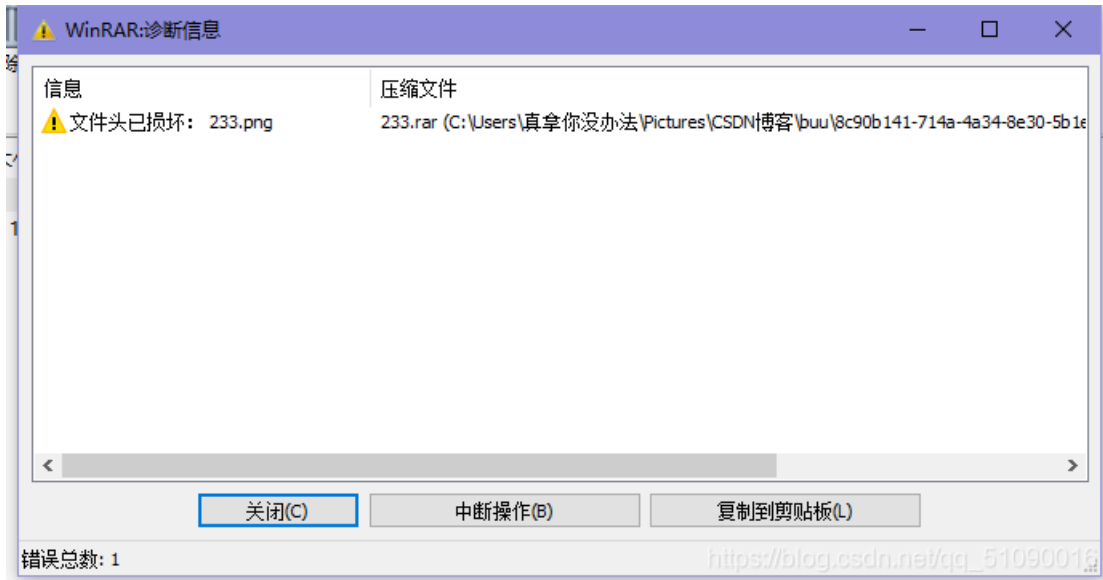 WinRAR:诊断信息
信息 压缩文件
文件头已损坏: 233.png 233.rar (C:\Users\真拿你没办法\Pictures\CSDN博客\buu\8c90b141-714a-4a34-8e30-5b1e
关闭(C) 中断操作(B) 复制到剪贴板(L)
错误总数: 1
https://blog.csdn.net/qq_51090016